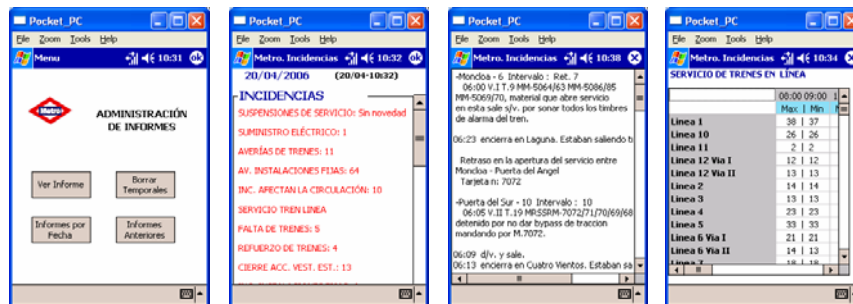 Pocket_PC
File Zoom Tools Help
Menu 10:31 ok
Metro
ADMINISTRACIÓN
DE INFORMES
Ver Informe
Borrar
Temporales
Informes por
Fecha
Informes
Anteriores
Pocket_PC
File Zoom Tools Help
Metro. Incidencias 10:32 ok
20/04/2006 (20/04-10:32)
INCIDENCIAS
SUSPENSIONES DE SERVICIO: Sin novedad
SUMINISTRO ELÉCTRICO: 1
AVERÍAS DE TRENES: 11
AV. INSTALACIONES FIJAS: 64
INC. AFECTAN LA CIRCULACIÓN: 10
SERVICIO TREN LINEA
FALTA DE TRENES: 5
REFUERZO DE TRENES: 4
CIERRE ACC. VEST. EST.: 13
Pocket_PC
File Zoom Tools Help
Metro. Incidencias 10:38
-Moncloa - 6 Intervalo : Ret. 7
06:00 V.I T.9 MM-5064/63 MM-5086/85
MM-5069/70, material que abre servicio
en esta sale s/v. por sonar todos los timbres
de alarma del tren.
06:23 encierra en Laguna. Estaban saliendo
Retraso en la apertura del servicio entre
Moncloa - Puerta del Angel
Tarjeta n: 7072
-Puerta del Sur - 10 Intervalo : 10
06:05 V.II T.19 MRSSRM-7072/71/70/69/68
detenido por no dar bypass de traccion
mandando por M.7072.
06:09 d/v. y sale.
06:13 encierra en Cuatro Vientos. Estaban sa
Pocket_PC
File Zoom Tools Help
Metro. Incidencias 10:34
SERVICIO DE TRENES EN LÍNEA
08:00 09:00 1
Max | Min
Linea 1 38 | 37
Linea 10 26 | 26
Linea 11 2 | 2
Linea 12 Via I 12 | 12
Linea 12 Via II 13 | 13
Linea 2 14 | 14
Linea 3 13 | 13
Linea 4 23 | 23
Linea 5 33 | 33
Linea 6 Via I 21 | 21
Linea 6 Via II 14 | 13
Linea 7 18 | 18